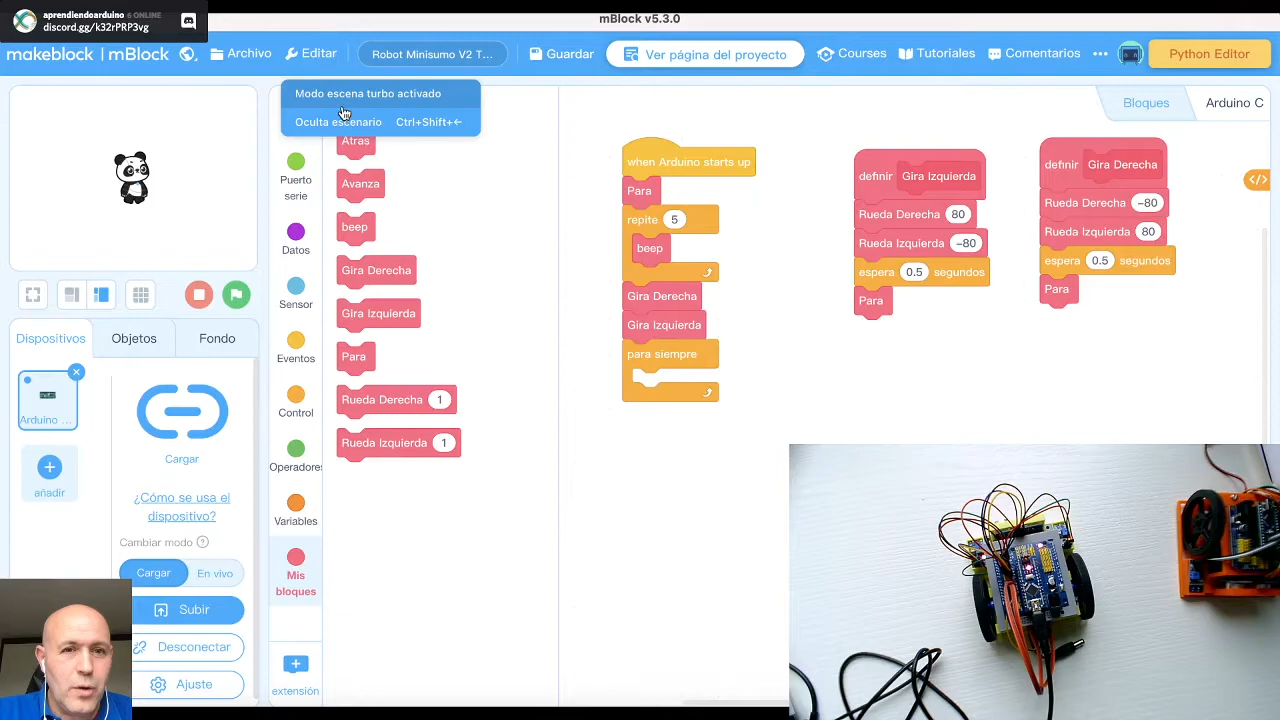 aprendiendoarduino 6 ONLINE
discord.gg/k32rPRP3vg
mBlock v5.3.0
makeblock | mBlock
Archivo
Editar
Robot Minisumo V2 T...
Guardar
Ver página del proyecto
Courses
Tutoriales
Comentarios
Python Editor
Modo escena turbo activado
Oculta escenario Ctrl+Shift+←
Bloques
Arduino C
Puerto serie
Datos
Sensor
Eventos
Control
Operadores
Variables
Mis bloques
extensión
Atras
Avanza
beep
Gira Derecha
Gira Izquierda
Para
Rueda Derecha 1
Rueda Izquierda 1
when Arduino starts up
Para
repite 5
beep
Gira Derecha
Gira Izquierda
para siempre
definir Gira Izquierda
Rueda Derecha 80
Rueda Izquierda -80
espera 0.5 segundos
Para
definir Gira Derecha
Rueda Derecha -80
Rueda Izquierda 80
espera 0.5 segundos
Para
Dispositivos
Objetos
Fondo
Arduino ...
añadir
Cargar
¿Cómo se usa el
dispositivo?
Cambiar modo
Cargar
En vivo
Subir
Desconectar
Ajuste